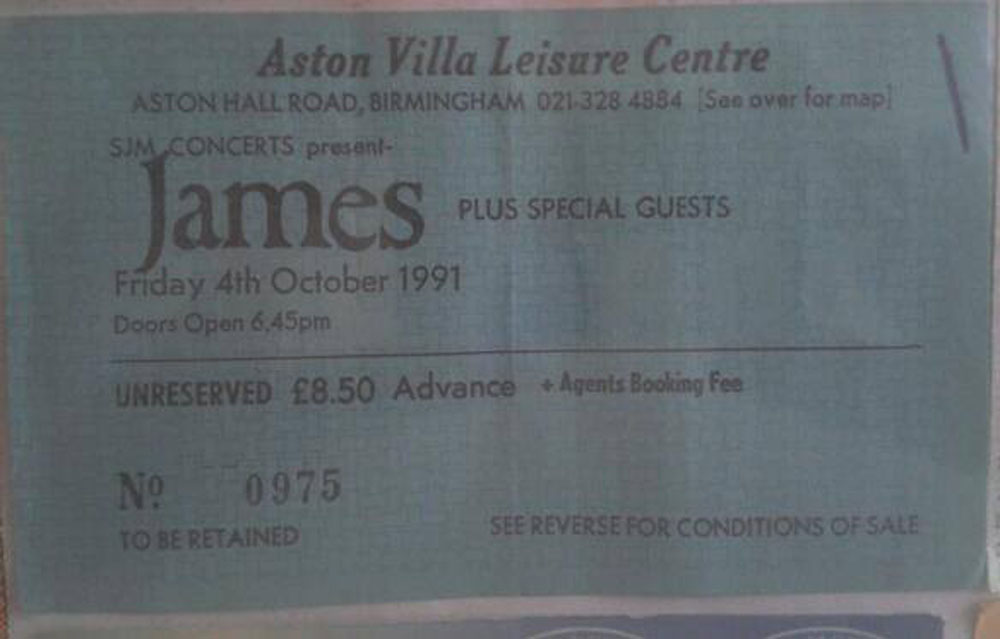 Aston Villa Leisure Centre
ASTON HALL ROAD, BIRMINGHAM 021-328 4884 [See over for map]
SJM CONCERTS present-
James PLUS SPECIAL GUESTS
Friday 4th October 1991
Doors Open 6.45pm
UNRESERVED £8.50 Advance + Agents Booking Fee
Nº 0975
TO BE RETAINED SEE REVERSE FOR CONDITIONS OF SALE